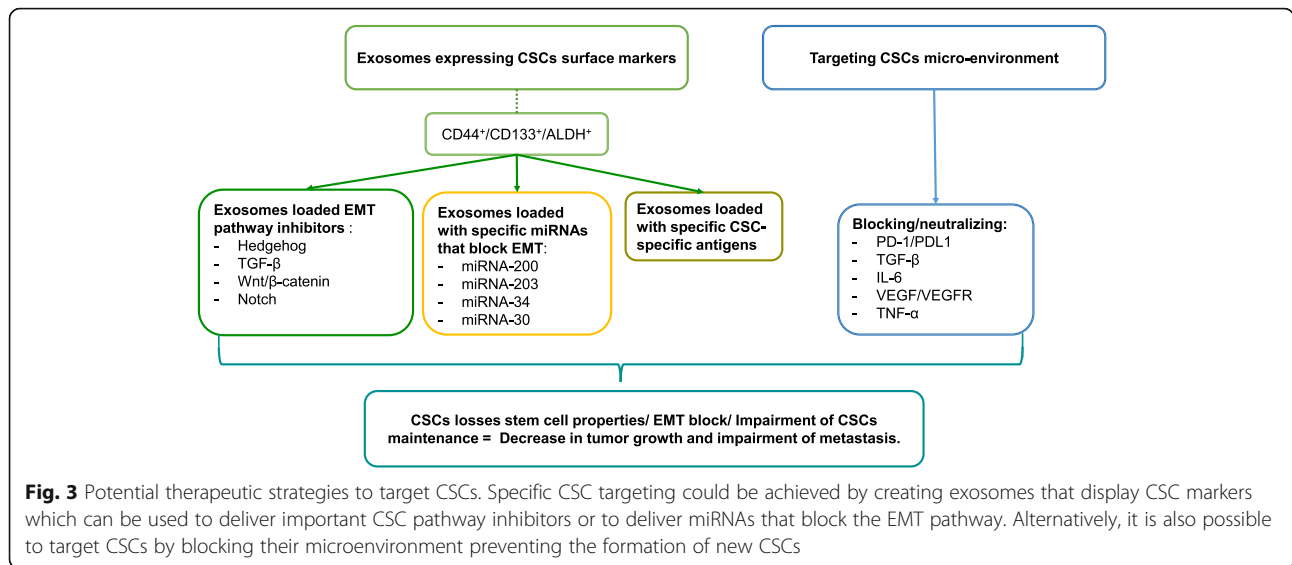 Exosomes expressing CSCs surface markers
Targeting CSCs micro-environment
CD44⁺/CD133⁺/ALDH⁺
Exosomes loaded EMT
pathway inhibitors :
- Hedgehog
- TGF-β
- Wnt/β-catenin
- Notch
Exosomes loaded
with specific miRNAs
that block EMT:
- miRNA-200
- miRNA-203
- miRNA-34
- miRNA-30
Exosomes loaded
with specific CSC-
specific antigens
Blocking/neutralizing:
- PD-1/PDL1
- TGF-β
- IL-6
- VEGF/VEGFR
- TNF-α
CSCs losses stem cell properties/ EMT block/ Impairment of CSCs
maintenance = Decrease in tumor growth and impairment of metastasis.
Fig. 3 Potential therapeutic strategies to target CSCs. Specific CSC targeting could be achieved by creating exosomes that display CSC markers
which can be used to deliver important CSC pathway inhibitors or to deliver miRNAs that block the EMT pathway. Alternatively, it is also possible
to target CSCs by blocking their microenvironment preventing the formation of new CSCs